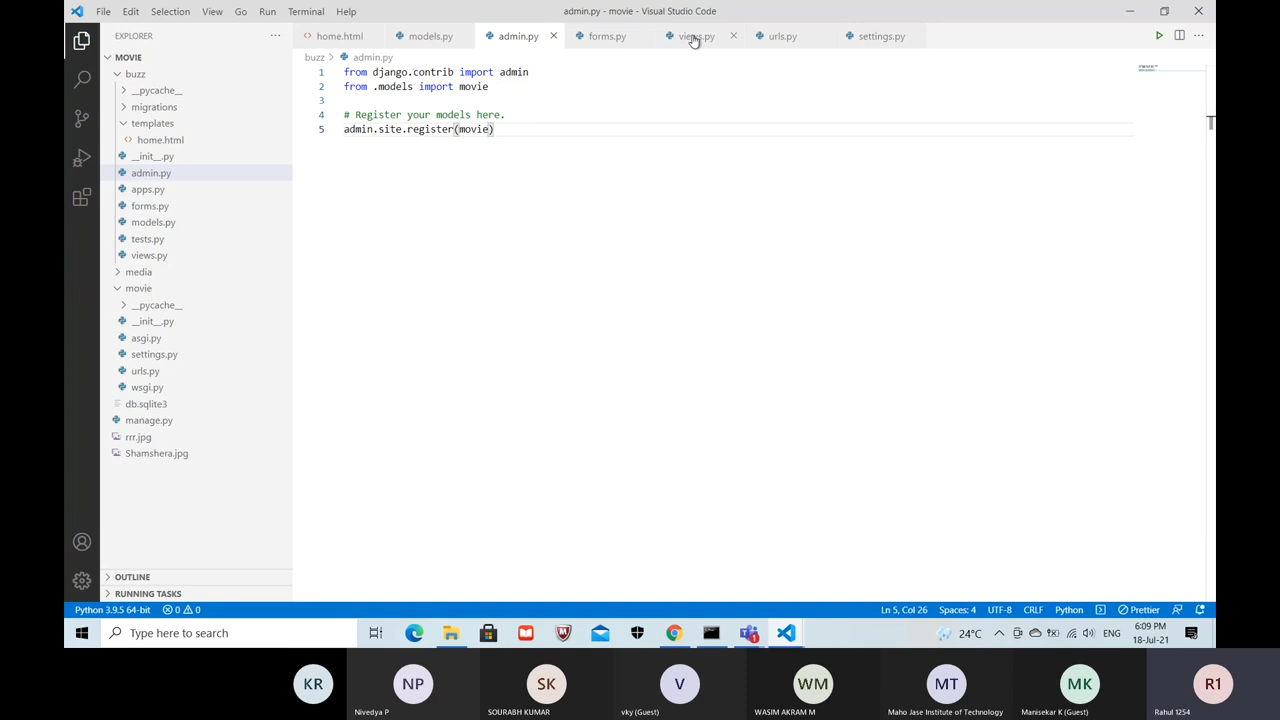 File Edit Selection View Go Run Terminal Help
admin.py - movie - Visual Studio Code
EXPLORER
home.html models.py admin.py forms.py views.py urls.py settings.py
MOVIE
buzz
__pycache__
migrations
templates
home.html
__init__.py
admin.py
apps.py
forms.py
models.py
tests.py
views.py
media
movie
__pycache__
__init__.py
asgi.py
settings.py
urls.py
wsgi.py
db.sqlite3
manage.py
rrr.jpg
Shamshera.jpg
OUTLINE
RUNNING TASKS
buzz > admin.py
1 from django.contrib import admin
2 from .models import movie
3
4 # Register your models here.
5 admin.site.register(movie)
Python 3.9.5 64-bit 0 0 Ln 5, Col 26 Spaces: 4 UTF-8 CRLF Python Prettier
Type here to search
1
24°C ENG
6:09 PM
18-Jul-21
KR NP SK V WM MT MK R1
Nivedya P SOURABH KUMAR vky (Guest) WASIM AKRAM M Maho Jase Institute of Technology Manisekar K (Guest) Rahul 1254